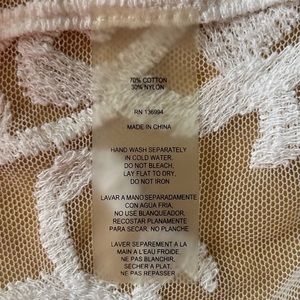 70% COTTON
30% NYLON
RN 136994
MADE IN CHINA
HAND WASH SEPARATELY
IN COLD WATER.
DO NOT BLEACH,
LAY FLAT TO DRY,
DO NOT IRON
LAVAR A MANO SEPARADAMENTE
CON AGUA FRIA,
NO USE BLANQUEADOR,
RECOSTAR PLANAMENTE
PARA SECAR. NO PLANCHE
LAVER SEPAREMENT A LA
MAIN A L'EAU FROIDE.
NE PAS BLANCHIR,
SECHER A PLAT,
NE PAS REPASSER